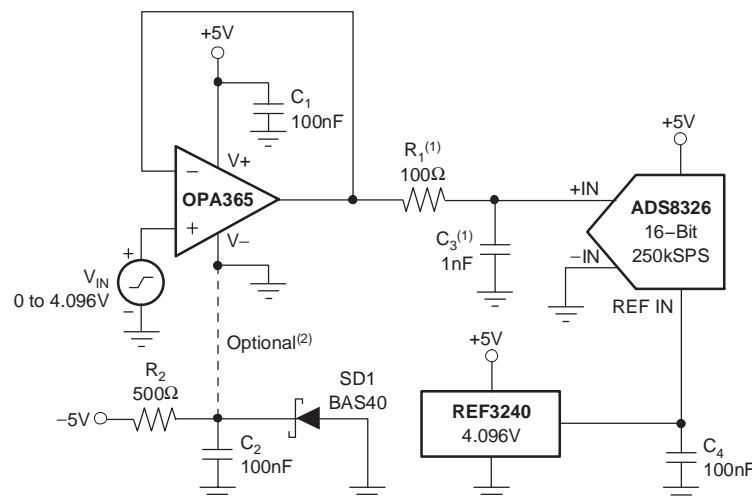 +5V
C1
100nF
V+
−
OPA365
+
V−
R1(1)
100Ω
+5V
+IN
ADS8326
16−Bit
250kSPS
−IN
REF IN
C3(1)
1nF
+
VIN
0 to 4.096V
−
Optional(2)
R2
500Ω
−5V
SD1
BAS40
C2
100nF
+5V
REF3240
4.096V
C4
100nF